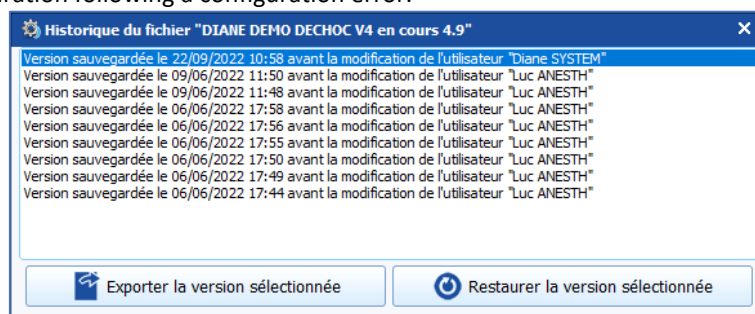 following a configuration error.
Historique du fichier "DIANE DEMO DECHOC V4 en cours 4.9"
Version sauvegardée le 22/09/2022 10:58 avant la modification de l'utilisateur "Diane SYSTEM"
Version sauvegardée le 09/06/2022 11:50 avant la modification de l'utilisateur "Luc ANESTH"
Version sauvegardée le 09/06/2022 11:48 avant la modification de l'utilisateur "Luc ANESTH"
Version sauvegardée le 06/06/2022 17:58 avant la modification de l'utilisateur "Luc ANESTH"
Version sauvegardée le 06/06/2022 17:56 avant la modification de l'utilisateur "Luc ANESTH"
Version sauvegardée le 06/06/2022 17:55 avant la modification de l'utilisateur "Luc ANESTH"
Version sauvegardée le 06/06/2022 17:50 avant la modification de l'utilisateur "Luc ANESTH"
Version sauvegardée le 06/06/2022 17:49 avant la modification de l'utilisateur "Luc ANESTH"
Version sauvegardée le 06/06/2022 17:44 avant la modification de l'utilisateur "Luc ANESTH"
Exporter la version sélectionnée
Restaurer la version sélectionnée